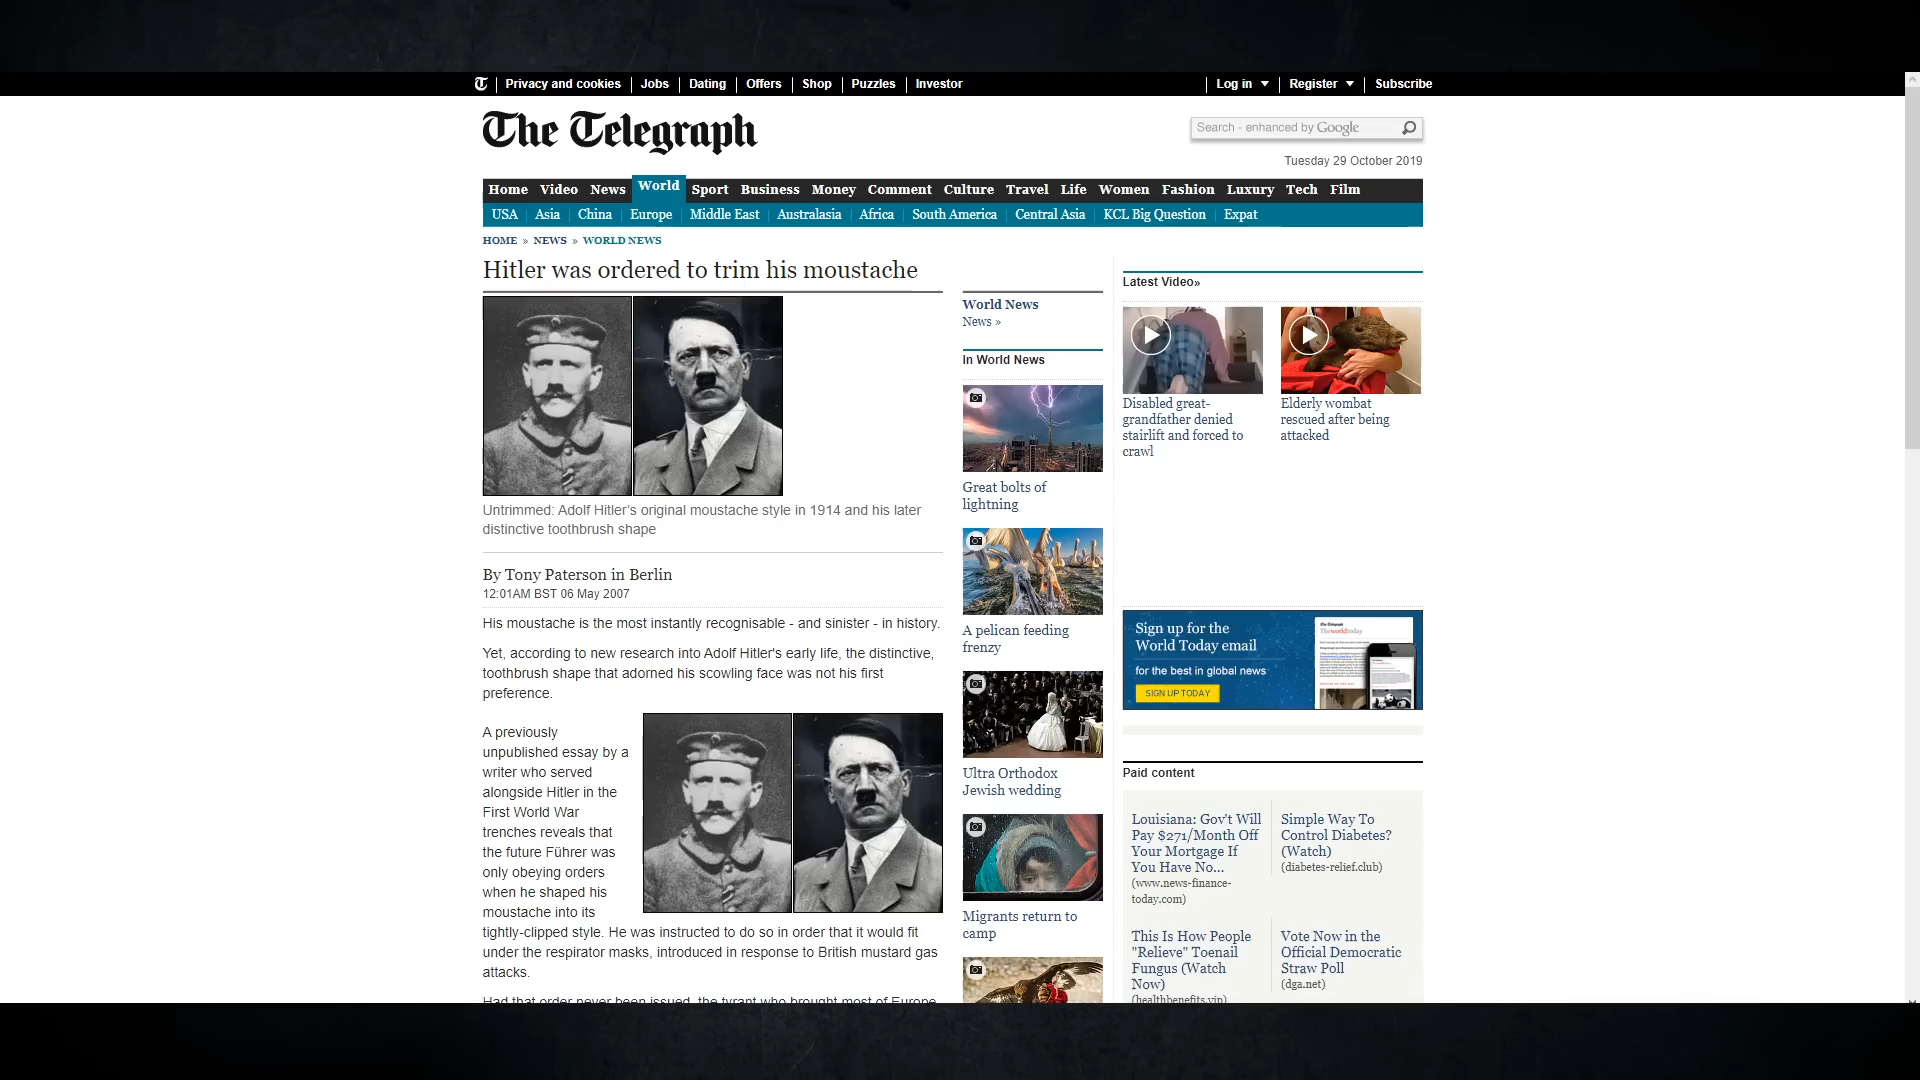 Privacy and cookies Jobs Dating Offers Shop Puzzles Investor Log in Register Subscribe
The Telegraph
Search - enhanced by Google
Tuesday 29 October 2019
Home Video News World Sport Business Money Comment Culture Travel Life Women Fashion Luxury Tech Film
USA Asia China Europe Middle East Australasia Africa South America Central Asia KCL Big Question Expat
HOME » NEWS » WORLD NEWS
Hitler was ordered to trim his moustache
Untrimmed: Adolf Hitler's original moustache style in 1914 and his later
distinctive toothbrush shape
By Tony Paterson in Berlin
12:01AM BST 06 May 2007
His moustache is the most instantly recognisable - and sinister - in history.
Yet, according to new research into Adolf Hitler's early life, the distinctive,
toothbrush shape that adorned his scowling face was not his first
preference.
A previously
unpublished essay by a
writer who served
alongside Hitler in the
First World War
trenches reveals that
the future Führer was
only obeying orders
when he shaped his
moustache into its
tightly-clipped style. He was instructed to do so in order that it would fit
under the respirator masks, introduced in response to British mustard gas
attacks.
Had that order never been issued, the tyrant who brought most of Europe
World News
News »
In World News
Great bolts of
lightning
A pelican feeding
frenzy
Ultra Orthodox
Jewish wedding
Migrants return to
camp
Latest Video»
Disabled great-
grandfather denied
stairlift and forced to
crawl
Elderly wombat
rescued after being
attacked
Sign up for the
World Today email
for the best in global news
SIGN UP TODAY
Paid content
Louisiana: Gov't Will
Pay $271/Month Off
Your Mortgage If
You Have No...
(www.news-finance-
today.com)
Simple Way To
Control Diabetes?
(Watch)
(diabetes-relief.club)
This Is How People
"Relieve" Toenail
Fungus (Watch
Now)
(healthbenefits.vip)
Vote Now in the
Official Democratic
Straw Poll
(dga.net)